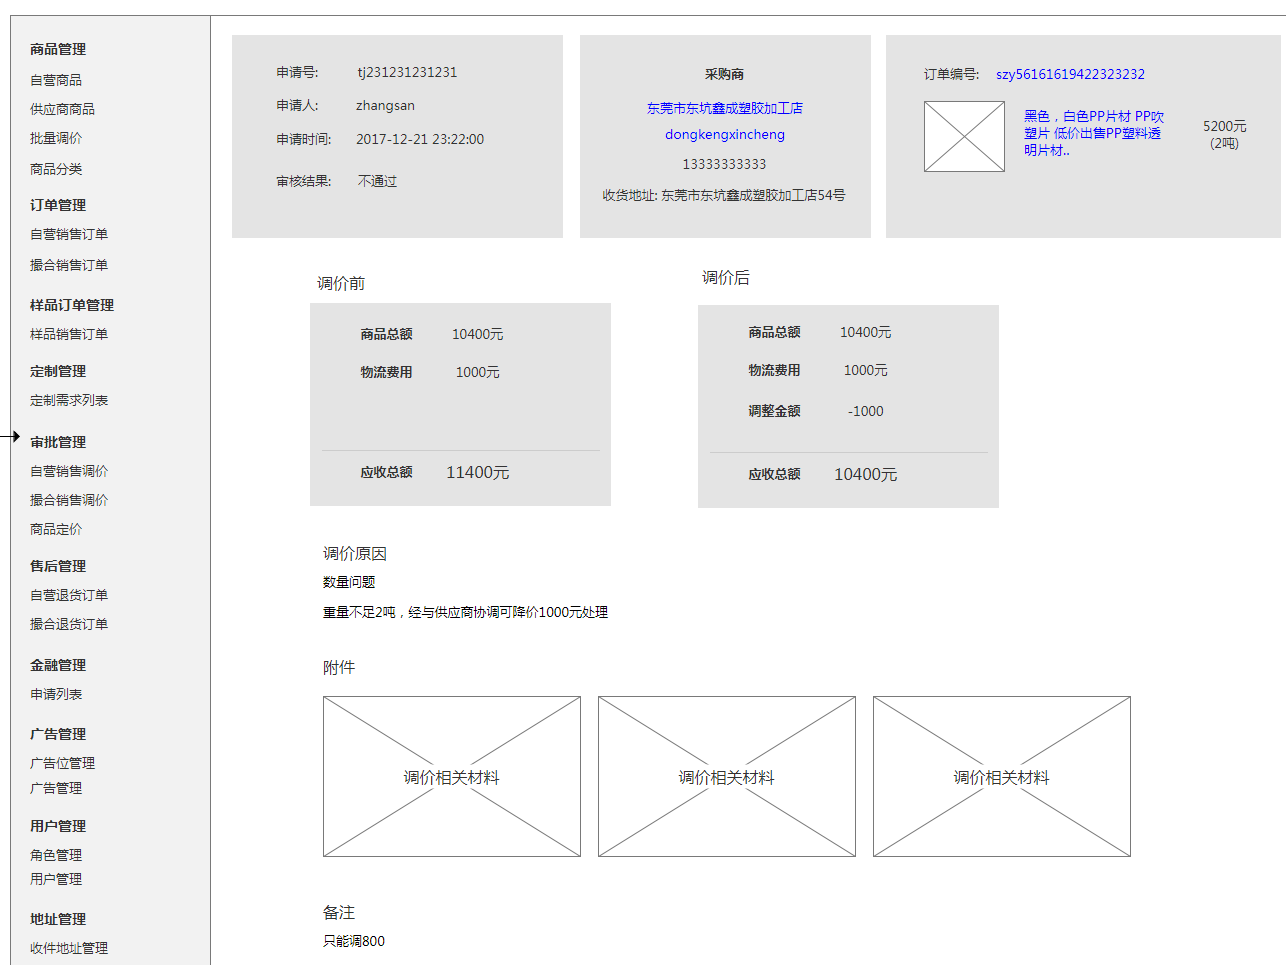 商品管理
自营商品
供应商商品
批量调价
商品分类
订单管理
自营销售订单
撮合销售订单
样品订单管理
样品销售订单
定制管理
定制需求列表
审批管理
自营销售调价
撮合销售调价
商品定价
售后管理
自营退货订单
撮合退货订单
金融管理
申请列表
广告管理
广告位管理
广告管理
用户管理
角色管理
用户管理
地址管理
收件地址管理
申请号: tj231231231231
申请人: zhangsan
申请时间: 2017-12-21 23:22:00
审核结果: 不通过
采购商
东莞市东坑鑫成塑胶加工店
dongkengxincheng
13333333333
收货地址: 东莞市东坑鑫成塑胶加工店54号
订单编号: szy56161619422323232
黑色，白色PP片材 PP吹
塑片 低价出售PP塑料透
明片材..
5200元
(2吨)
调价前
商品总额 10400元
物流费用 1000元
应收总额 11400元
调价后
商品总额 10400元
物流费用 1000元
调整金额 -1000
应收总额 10400元
调价原因
数量问题
重量不足2吨，经与供应商协调可降价1000元处理
附件
调价相关材料
调价相关材料
调价相关材料
备注
只能调800